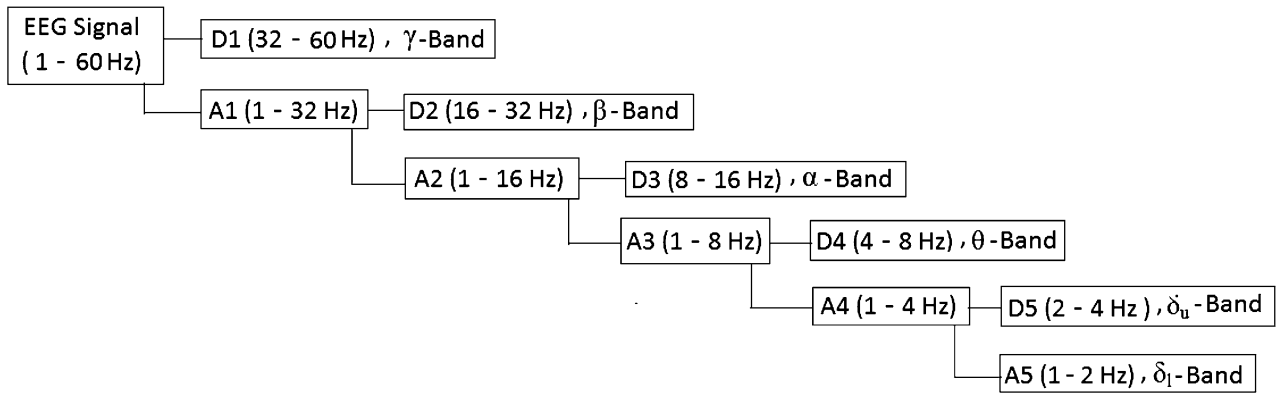 EEG Signal
( 1 - 60 Hz)
D1 (32 - 60 Hz) , γ-Band
A1 (1 - 32 Hz)
D2 (16 - 32 Hz) , β-Band
A2 (1 - 16 Hz)
D3 (8 - 16 Hz) , α-Band
A3 (1 - 8 Hz)
D4 (4 - 8 Hz) , θ-Band
A4 (1 - 4 Hz)
D5 (2 - 4 Hz ) , δu-Band
A5 (1 - 2 Hz) , δl-Band